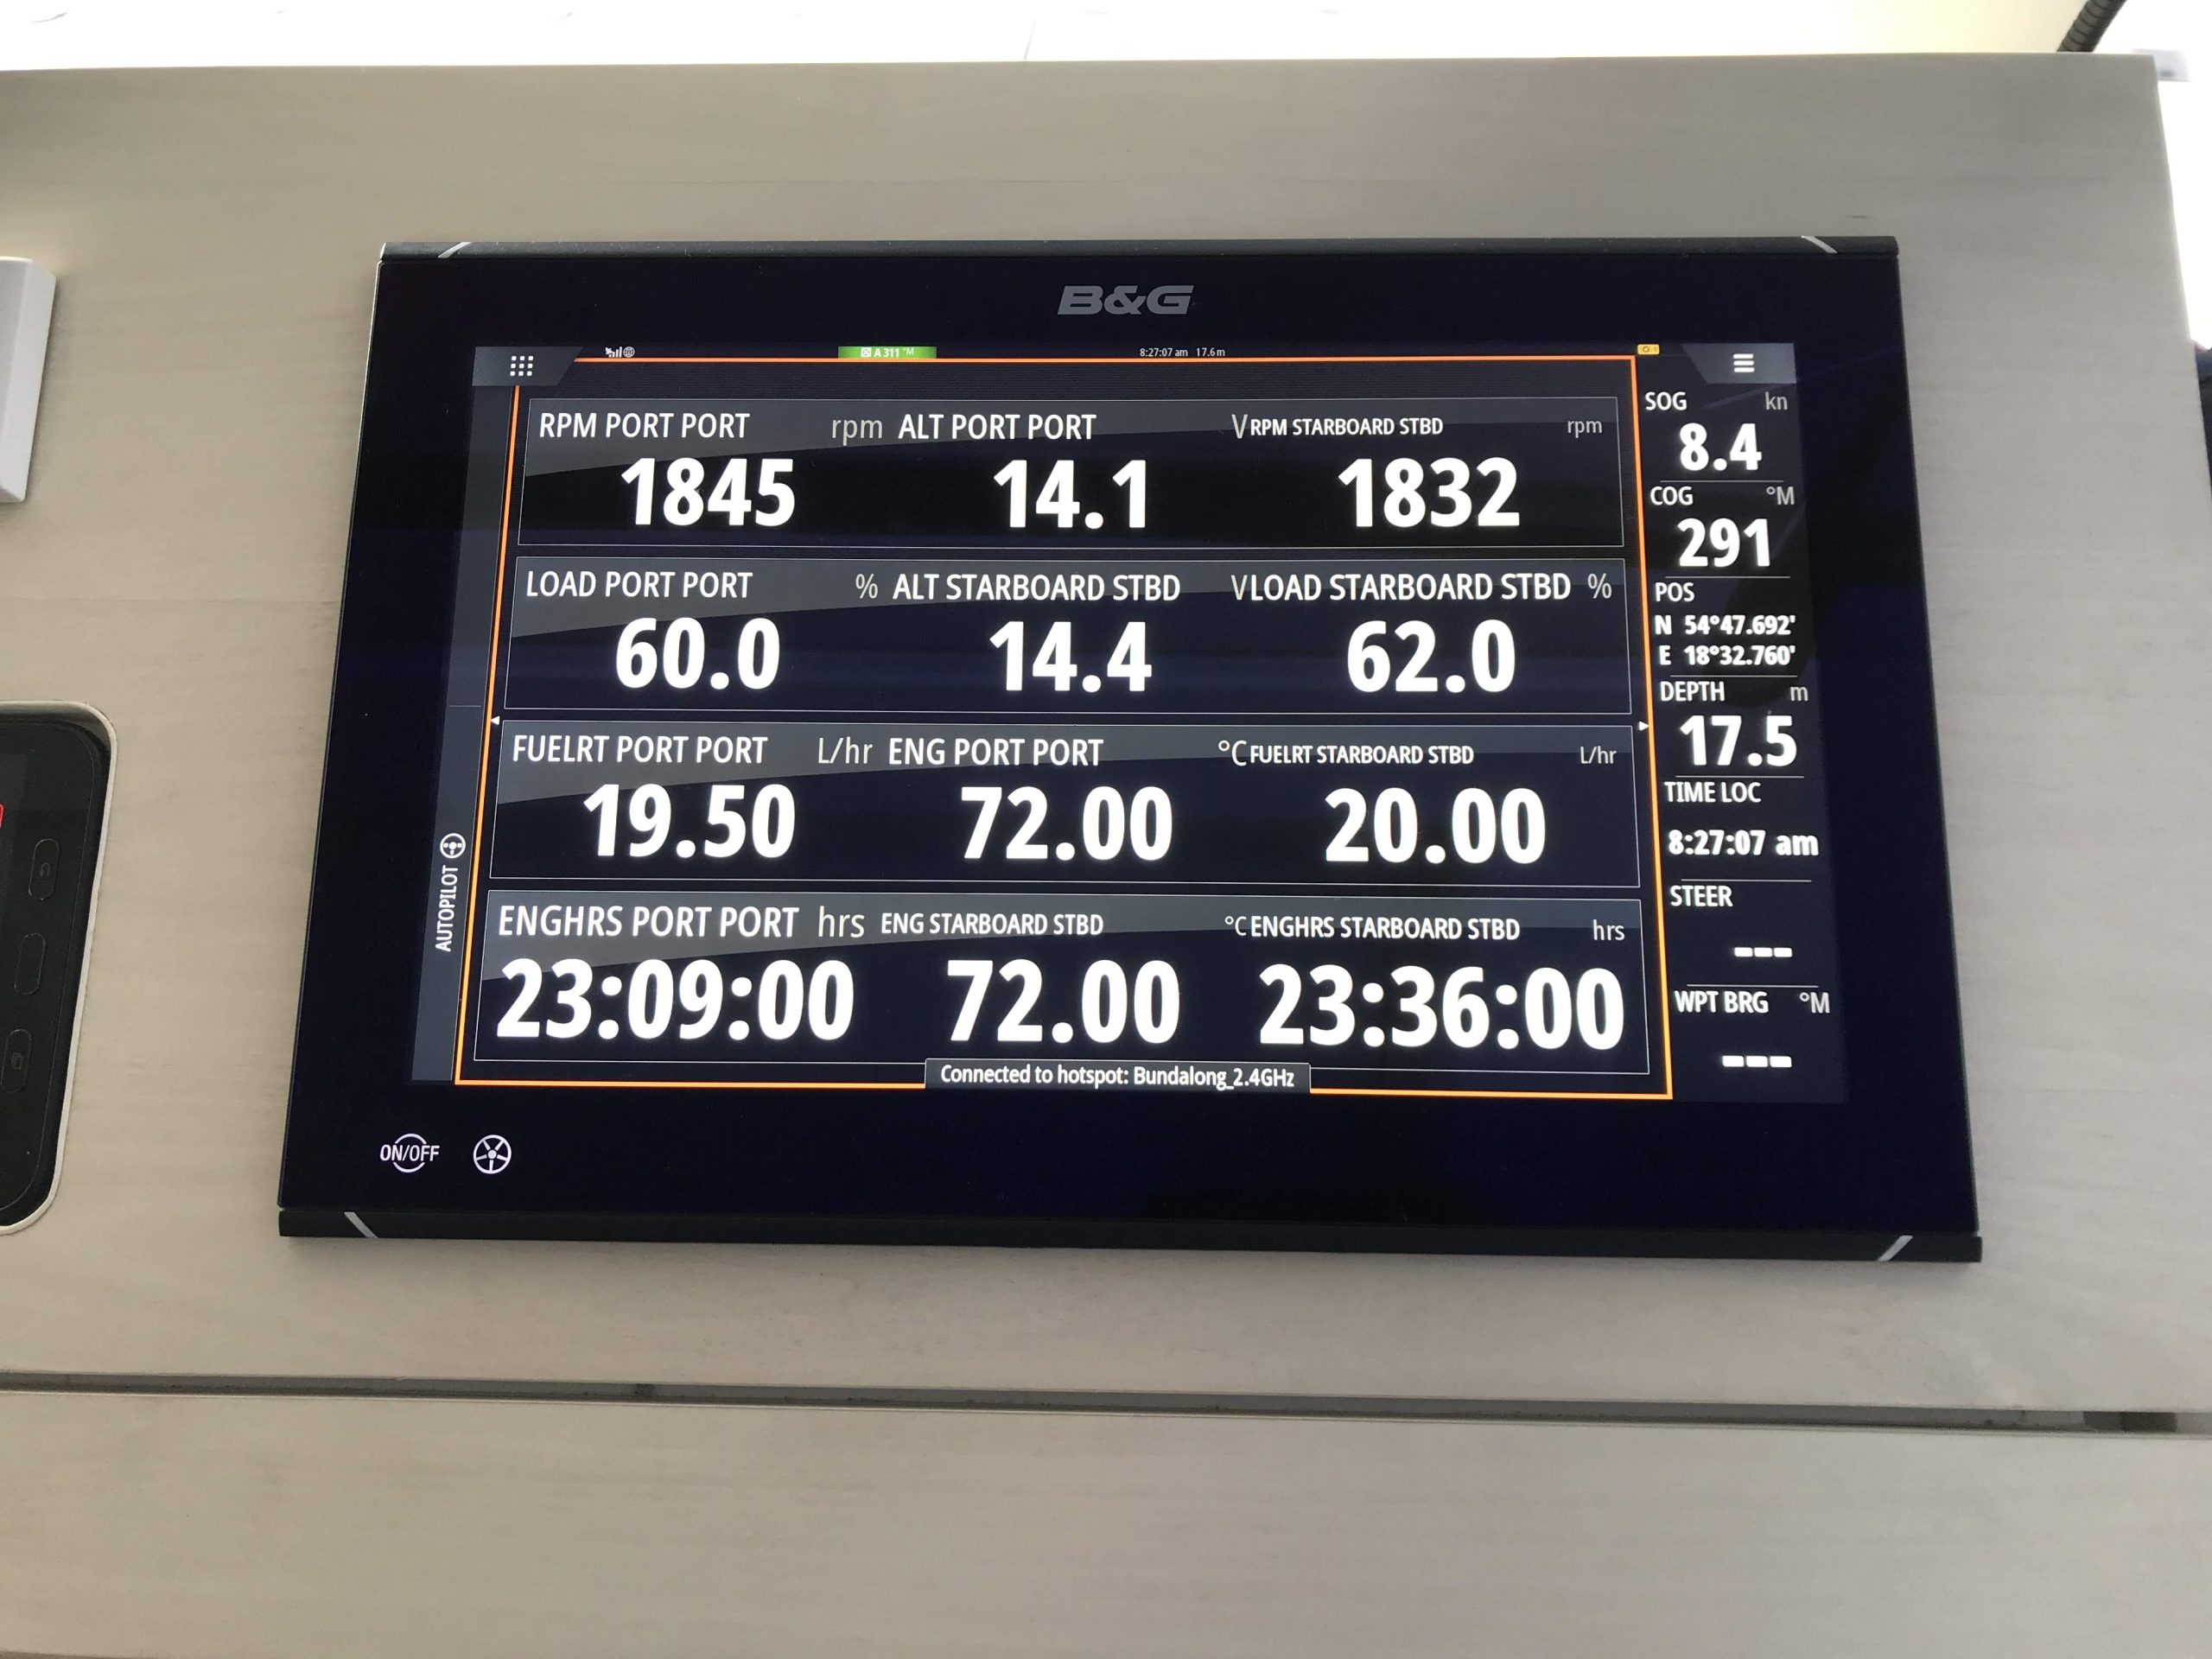 B&G
A 311 °M
8:27:07 am 17.6 m
RPM PORT PORT rpm ALT PORT PORT V RPM STARBOARD STBD rpm
1845 14.1 1832
LOAD PORT PORT % ALT STARBOARD STBD V LOAD STARBOARD STBD %
60.0 14.4 62.0
FUELRT PORT PORT L/hr ENG PORT PORT °C FUELRT STARBOARD STBD L/hr
19.50 72.00 20.00
ENGHRS PORT PORT hrs ENG STARBOARD STBD °C ENGHRS STARBOARD STBD hrs
23:09:00 72.00 23:36:00
Connected to hotspot: Bundalong_2.4GHz
SOG kn
8.4
COG °M
291
POS
N 54°47.692'
E 18°32.760'
DEPTH m
17.5
TIME LOC
8:27:07 am
STEER
---
WPT BRG °M
---
AUTOPILOT
ON/OFF